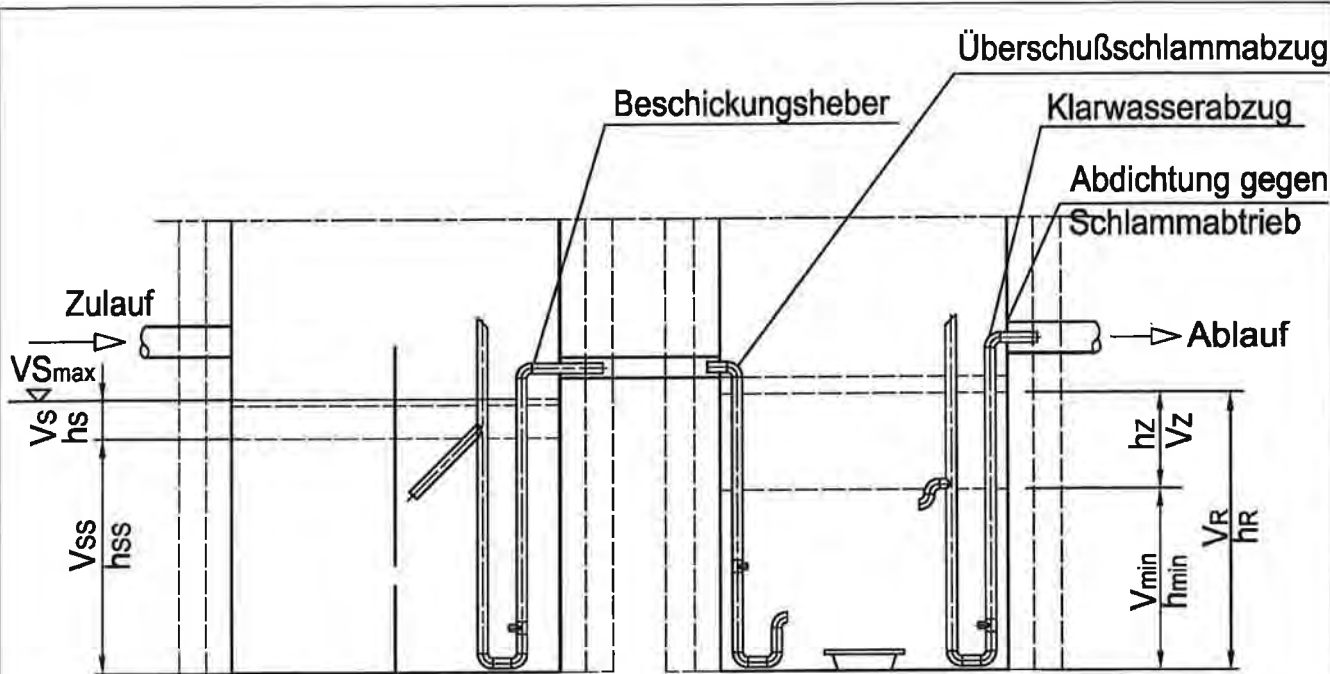 Überschußschlammabzug
Beschickungsheber
Klarwasserabzug
Abdichtung gegen
Schlammabtrieb
Zulauf
Ablauf
VSmax
Vs
hs
Vss
hss
hz
Vz
VR
hR
Vmin
hmin